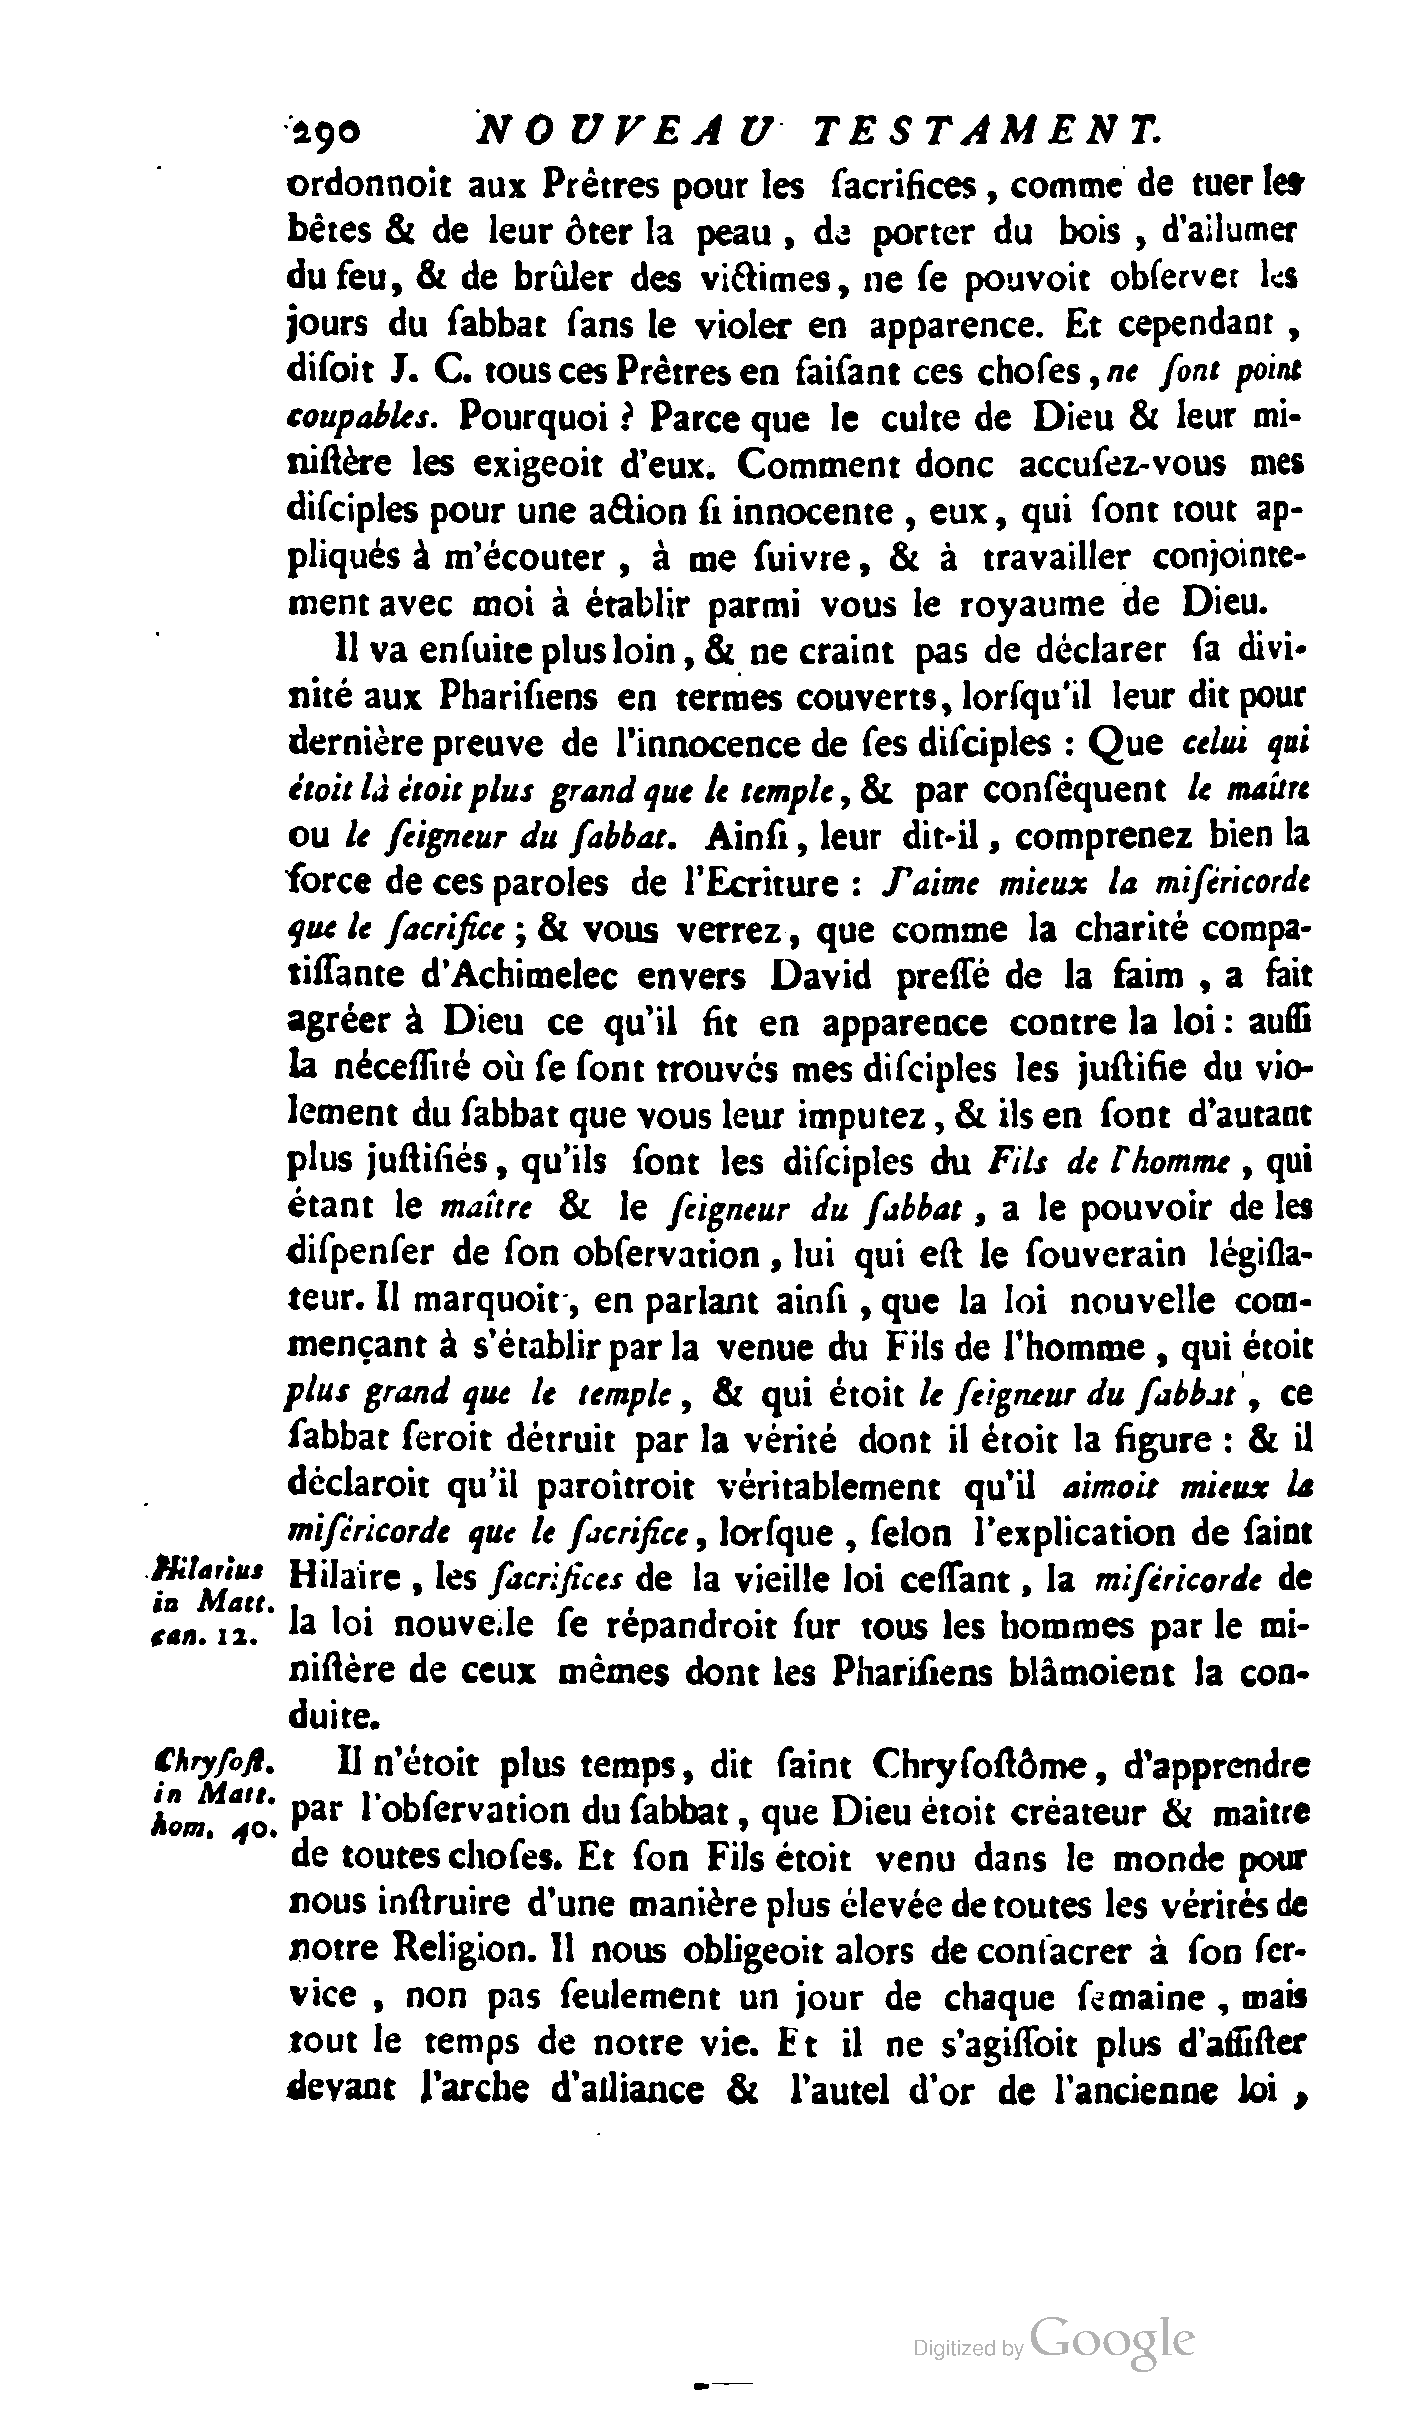 290 NOUVEAU TESTAMENT.
ordonnoit aux Prêtres pour les ſacrifices, comme de tuer les
bêtes & de leur ôter la peau, de porter du bois, d'allumer
du feu, & de brûler des victimes, ne ſe pouvoit obſerver les
jours du ſabbat ſans le violer en apparence. Et cependant,
diſoit J. C. tous ces Prêtres en faiſant ces choſes, ne ſont point
coupables. Pourquoi ? Parce que le culte de Dieu & leur mi-
niſtère les exigeoit d'eux. Comment donc accuſez-vous mes
diſciples pour une action ſi innocente, eux, qui ſont tout ap-
pliqués à m'écouter, à me ſuivre, & à travailler conjointe-
ment avec moi à établir parmi vous le royaume de Dieu.
Il va enſuite plus loin, & ne craint pas de déclarer ſa divi-
nité aux Phariſiens en termes couverts, lorſqu'il leur dit pour
dernière preuve de l'innocence de ſes diſciples : Que celui qui
étoit là étoit plus grand que le temple, & par conſéquent le maître
ou le ſeigneur du ſabbat. Ainſi, leur dit-il, comprenez bien la
force de ces paroles de l'Ecriture : J'aime mieux la miſéricorde
que le ſacrifice ; & vous verrez, que comme la charité compa-
tiſſante d'Achimelec envers David preſſé de la faim, a fait
agréer à Dieu ce qu'il fit en apparence contre la loi : auſſi
la néceſſité où ſe ſont trouvés mes diſciples les juſtifie du vio-
lement du ſabbat que vous leur imputez, & ils en ſont d'autant
plus juſtifiés, qu'ils ſont les diſciples du Fils de l'homme, qui
étant le maître & le ſeigneur du ſabbat, a le pouvoir de les
diſpenſer de ſon obſervation, lui qui eſt le ſouverain légiſla-
teur. Il marquoit, en parlant ainſi, que la loi nouvelle com-
mençant à s'établir par la venue du Fils de l'homme, qui étoit
plus grand que le temple, & qui étoit le ſeigneur du ſabbat, ce
ſabbat ſeroit détruit par la vérité dont il étoit la figure : & il
déclaroit qu'il paroîtroit véritablement qu'il aimoit mieux la
miſéricorde que le ſacrifice, lorſque, ſelon l'explication de ſaint
Hilarius
in Matt.
can. 12.
Hilaire, les ſacrifices de la vieille loi ceſſant, la miſéricorde de
la loi nouvelle ſe répandroit ſur tous les hommes par le mi-
niſtère de ceux mêmes dont les Phariſiens blâmoient la con-
duite.
Chryſoſt.
in Matt.
hom. 40.
Il n'étoit plus temps, dit ſaint Chryſoſtôme, d'apprendre
par l'obſervation du ſabbat, que Dieu étoit créateur & maître
de toutes choſes. Et ſon Fils étoit venu dans le monde pour
nous inſtruire d'une manière plus élevée de toutes les vérités de
notre Religion. Il nous obligeoit alors de conſacrer à ſon ſer-
vice, non pas ſeulement un jour de chaque ſemaine, mais
tout le temps de notre vie. Et il ne s'agiſſoit plus d'aſſiſter
devant l'arche d'alliance & l'autel d'or de l'ancienne loi,
Digitized by Google